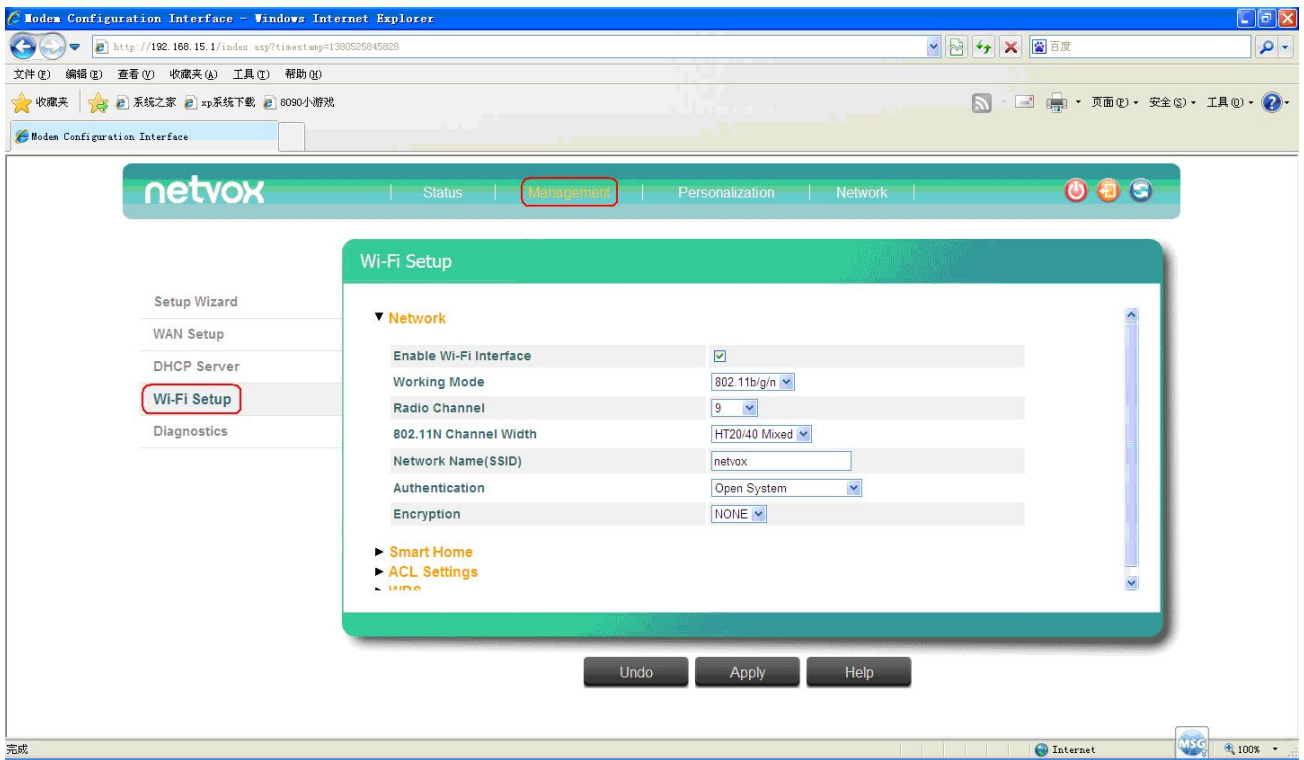 Modem Configuration Interface - Windows Internet Explorer
http://192.168.15.1/index.asp?timestamp=1380525845828
百度
文件(F) 编辑(E) 查看(V) 收藏夹(A) 工具(T) 帮助(H)
收藏夹 系统之家 xp系统下载 8090小游戏
页面(P) 安全(S) 工具(O)
Modem Configuration Interface
netvox
Status | Management | Personalization | Network |
Wi-Fi Setup
Setup Wizard
WAN Setup
DHCP Server
Wi-Fi Setup
Diagnostics
Network
Enable Wi-Fi Interface
Working Mode 802.11b/g/n
Radio Channel 9
802.11N Channel Width HT20/40 Mixed
Network Name(SSID) netvox
Authentication Open System
Encryption NONE
Smart Home
ACL Settings
Undo Apply Help
完成 Internet MSG 100%